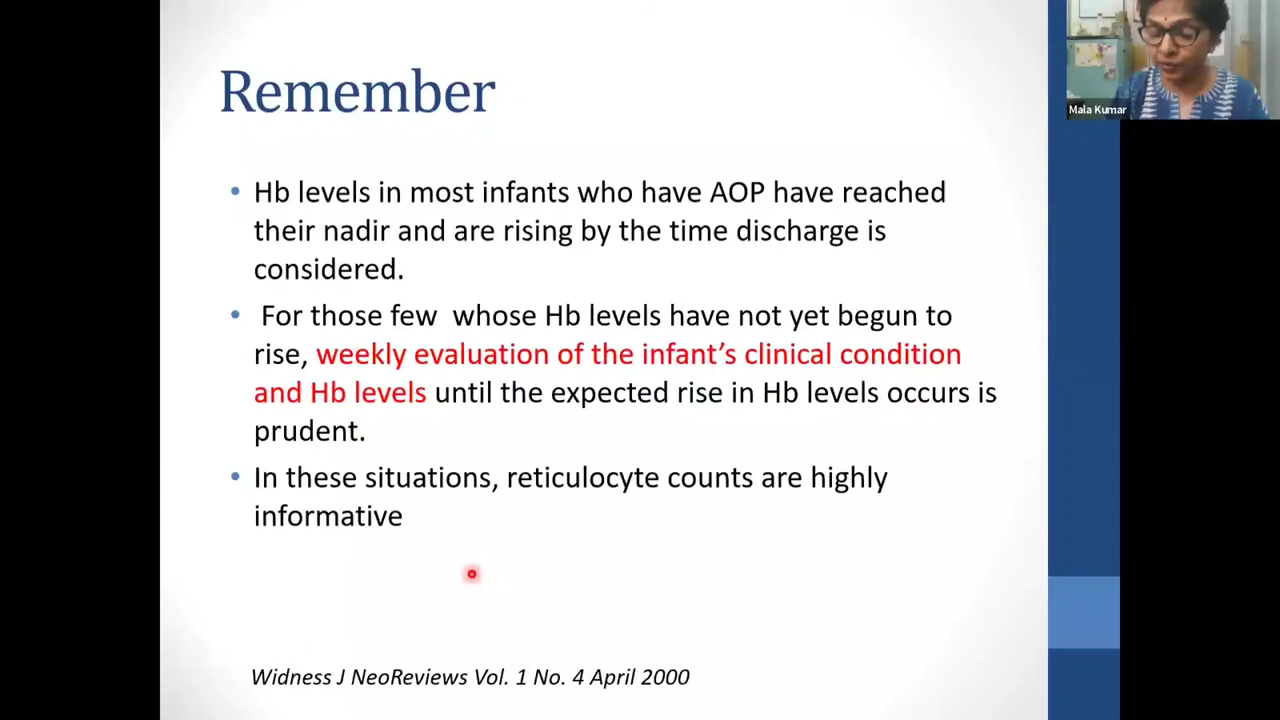 Remember
Mala Kumar
• Hb levels in most infants who have AOP have reached
their nadir and are rising by the time discharge is
considered.
• For those few whose Hb levels have not yet begun to
rise, weekly evaluation of the infant’s clinical condition
and Hb levels until the expected rise in Hb levels occurs is
prudent.
• In these situations, reticulocyte counts are highly
informative
Widness J NeoReviews Vol. 1 No. 4 April 2000